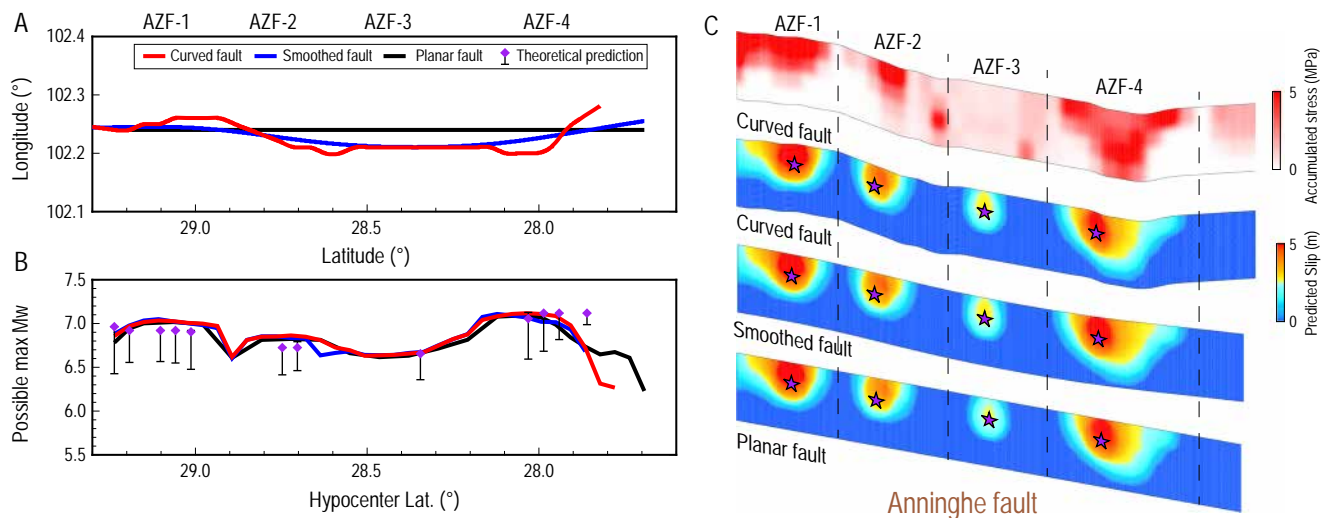 A
AZF-1 AZF-2 AZF-3 AZF-4
102.4
102.3
102.2
102.1
Longitude (°)
Curved fault Smoothed fault Planar fault Theoretical prediction
29.0 28.5 28.0
Latitude (°)
B
7.5
7.0
6.5
6.0
5.5
Possible max Mw
29.0 28.5 28.0
Hypocenter Lat. (°)
C
AZF-1
AZF-2
AZF-3
AZF-4
Curved fault
Curved fault
Smoothed fault
Planar fault
Anninghe fault
5
0
Accumulated stress (MPa)
5
0
Predicted Slip (m)